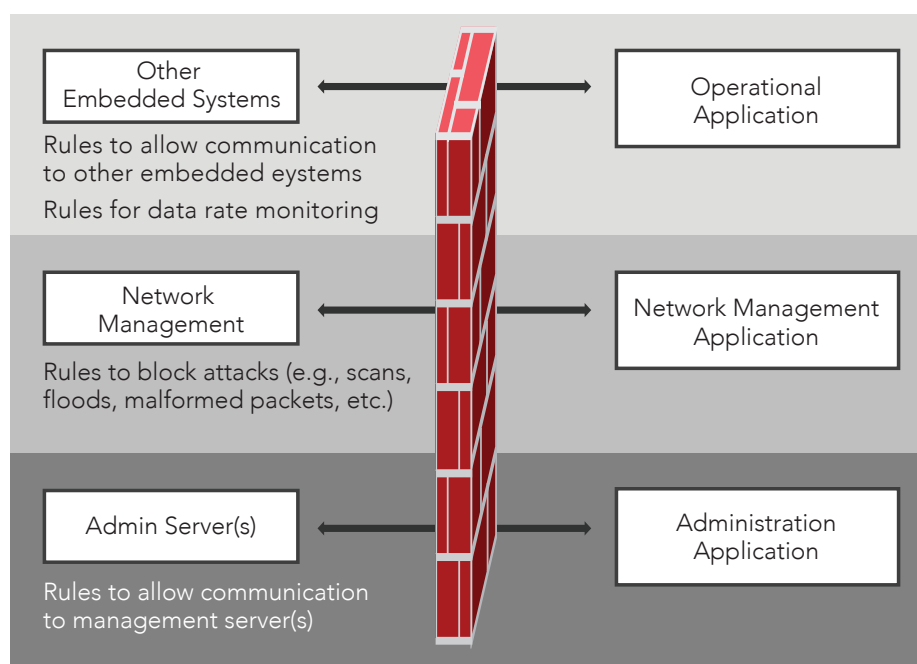 Other
Embedded Systems
Operational
Application
Rules to allow communication
to other embedded eystems
Rules for data rate monitoring
Network
Management
Network Management
Application
Rules to block attacks (e.g., scans,
floods, malformed packets, etc.)
Admin Server(s)
Administration
Application
Rules to allow communication
to management server(s)